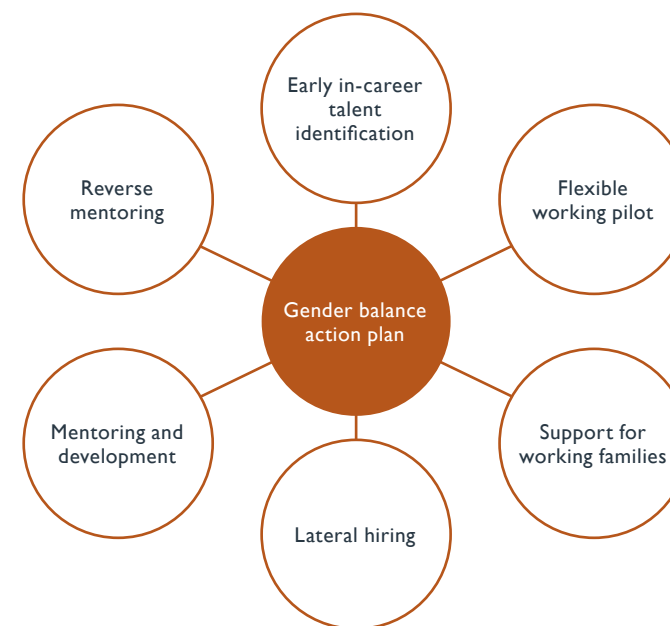 Early in-career
talent
identification
Reverse
mentoring
Flexible
working pilot
Gender balance
action plan
Mentoring and
development
Support for
working families
Lateral hiring